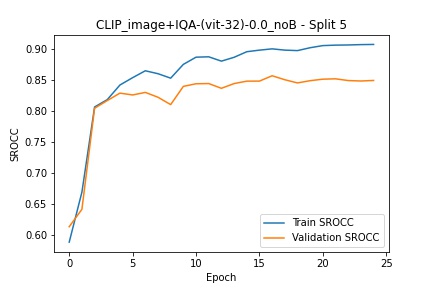 CLIP_image+IQA-(vit-32)-0.0_noB - Split 5
0.90
0.85
0.80
0.75
0.70
0.65
0.60
SROCC
Train SROCC
Validation SROCC
0 5 10 15 20 25
Epoch